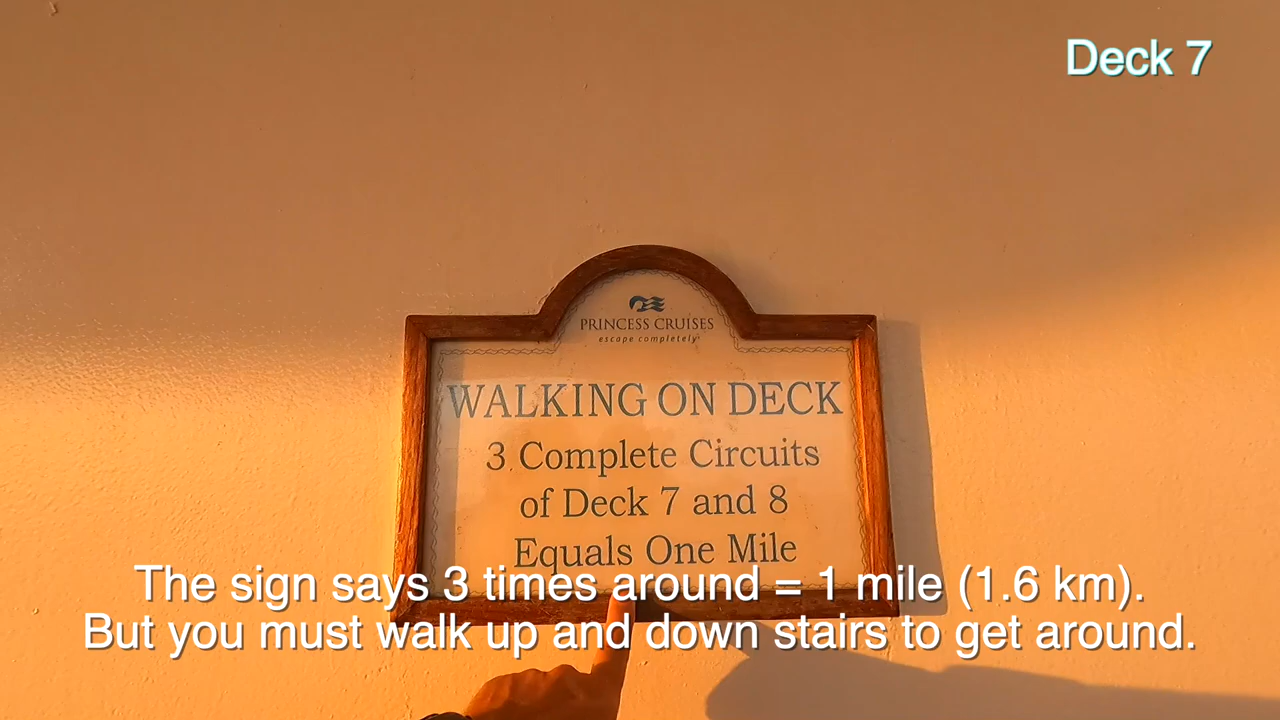 Deck 7
PRINCESS CRUISES
escape completely
WALKING ON DECK
3 Complete Circuits
of Deck 7 and 8
Equals One Mile
The sign says 3 times around = 1 mile (1.6 km).
But you must walk up and down stairs to get around.